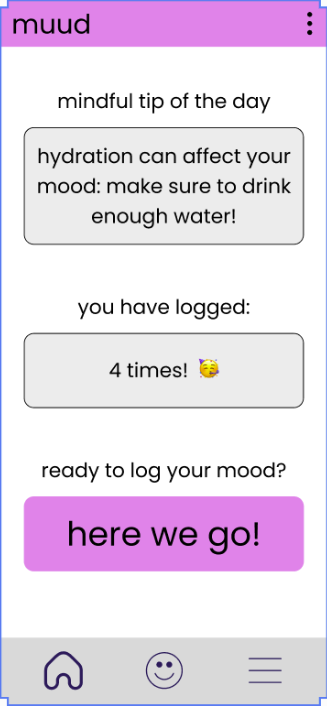 muud
mindful tip of the day
hydration can affect your
mood: make sure to drink
enough water!
you have logged:
4 times! 🥳
ready to log your mood?
here we go!